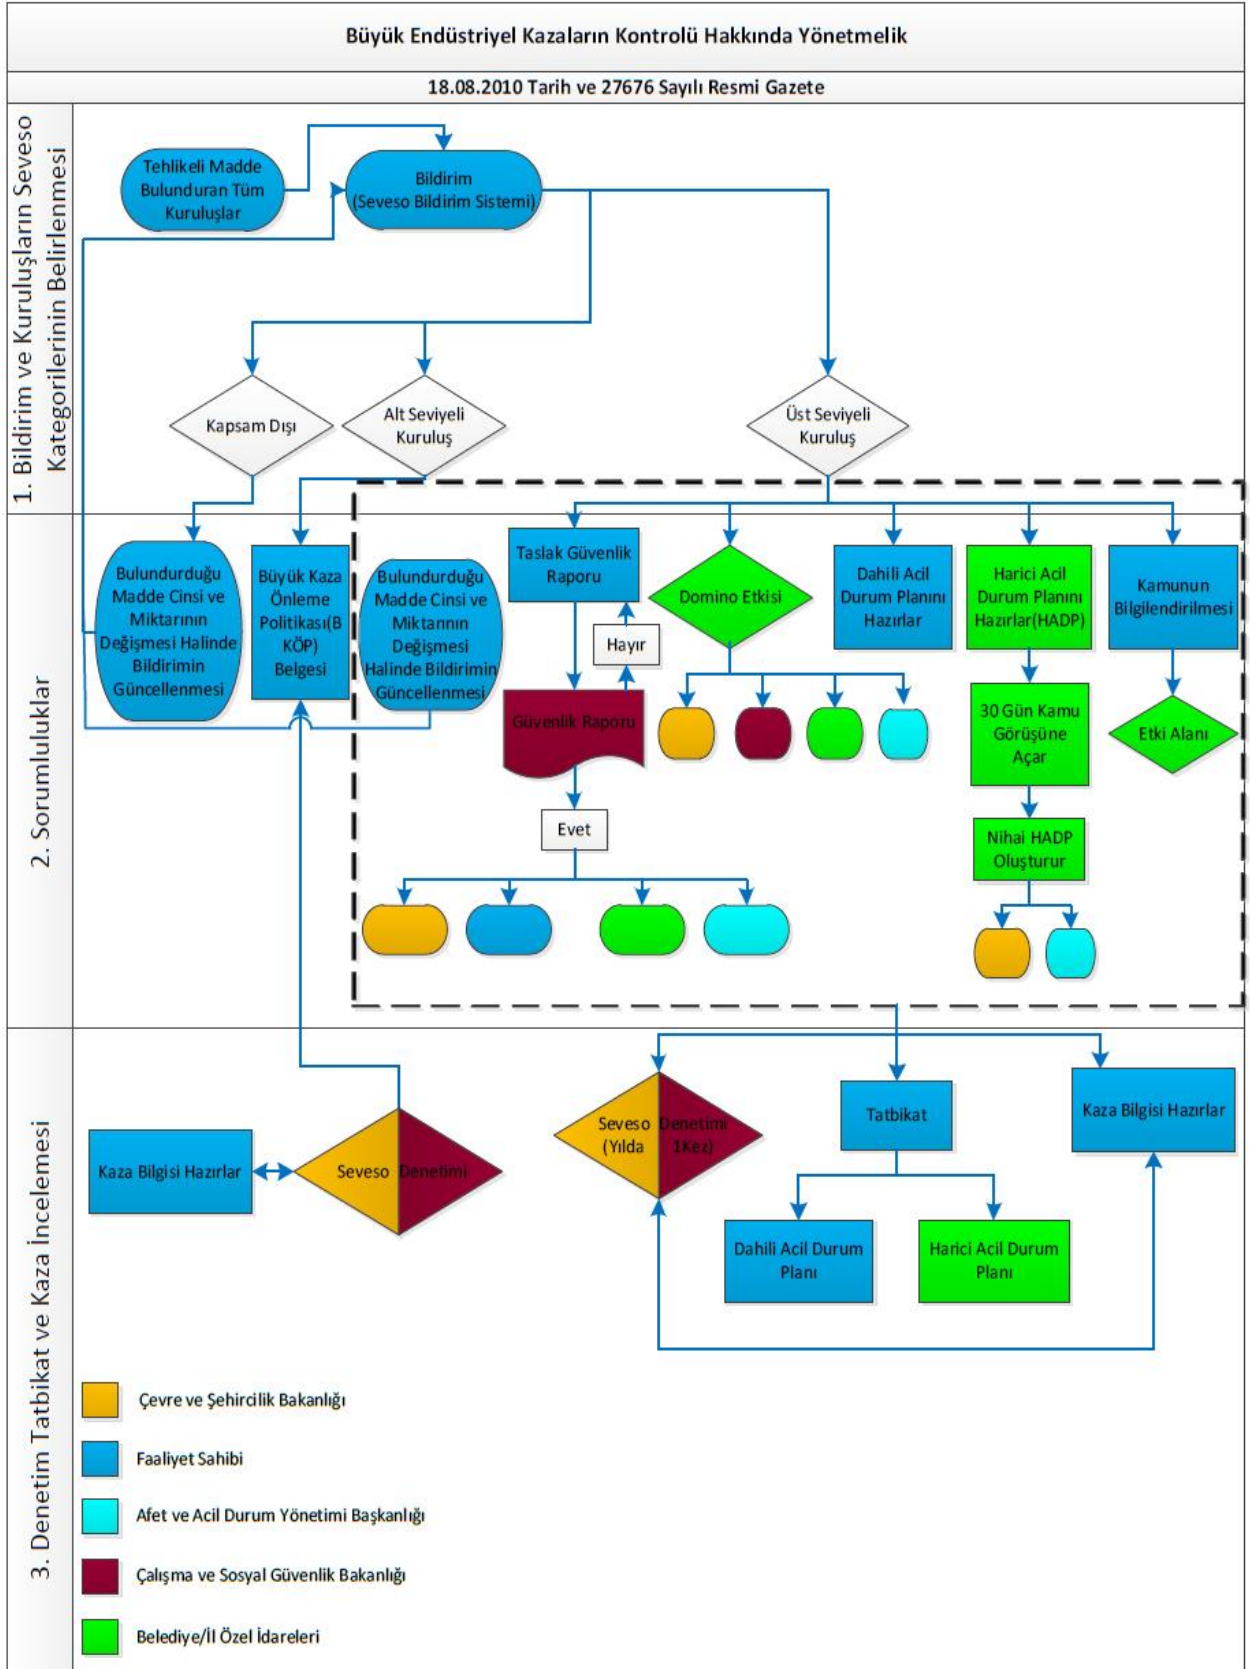 Büyük Endüstriyel Kazaların Kontrolü Hakkında Yönetmelik
18.08.2010 Tarih ve 27676 Sayılı Resmi Gazete
1. Bildirim ve Kuruluşların Seveso
Kategorilerinin Belirlenmesi
Tehlikeli Madde
Bulunduran Tüm
Kuruluşlar
Bildirim
(Seveso Bildirim Sistemi)
Kapsam Dışı
Alt Seviyeli
Kuruluş
Üst Seviyeli
Kuruluş
2. Sorumluluklar
Bulundurduğu
Madde Cinsi ve
Miktarının
Değişmesi Halinde
Bildirimin
Güncellenmesi
Büyük Kaza
Önleme
Politikası(B
KÖP)
Belgesi
Bulundurduğu
Madde Cinsi ve
Miktarının
Değişmesi
Halinde Bildirimin
Güncellenmesi
Taslak Güvenlik
Raporu
Hayır
Güvenlik Raporu
Evet
Domino Etkisi
Dahili Acil
Durum Planını
Hazırlar
Harici Acil
Durum Planını
Hazırlar(HADP)
30 Gün Kamu
Görüşüne
Açar
Nihai HADP
Oluşturur
Kamunun
Bilgilendirilmesi
Etki Alanı
3. Denetim Tatbikat ve Kaza İncelemesi
Kaza Bilgisi Hazırlar
Seveso Denetimi
Seveso Denetimi
(Yılda 1Kez)
Tatbikat
Kaza Bilgisi Hazırlar
Dahili Acil Durum
Planı
Harici Acil Durum
Planı
Çevre ve Şehircilik Bakanlığı
Faaliyet Sahibi
Afet ve Acil Durum Yönetimi Başkanlığı
Çalışma ve Sosyal Güvenlik Bakanlığı
Belediye/İl Özel İdareleri